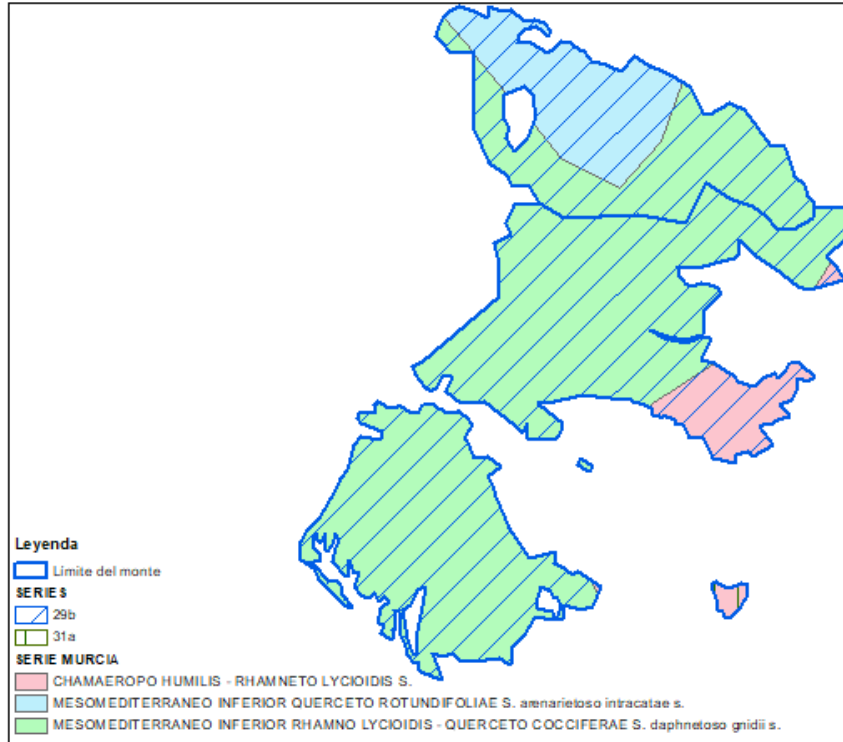 Leyenda
Límite del monte
SERIES
29b
31a
SERIE MURCIA
CHAMAEROPO HUMILIS - RHAMNETO LYCIOIDIS S.
MESOMEDITERRANEO INFERIOR QUERCETO ROTUNDIFOLIAE S. arenarietoso intracatae s.
MESOMEDITERRANEO INFERIOR RHAMNO LYCIOIDIS - QUERCETO COCCIFERAE S. daphnetoso gnidii s.